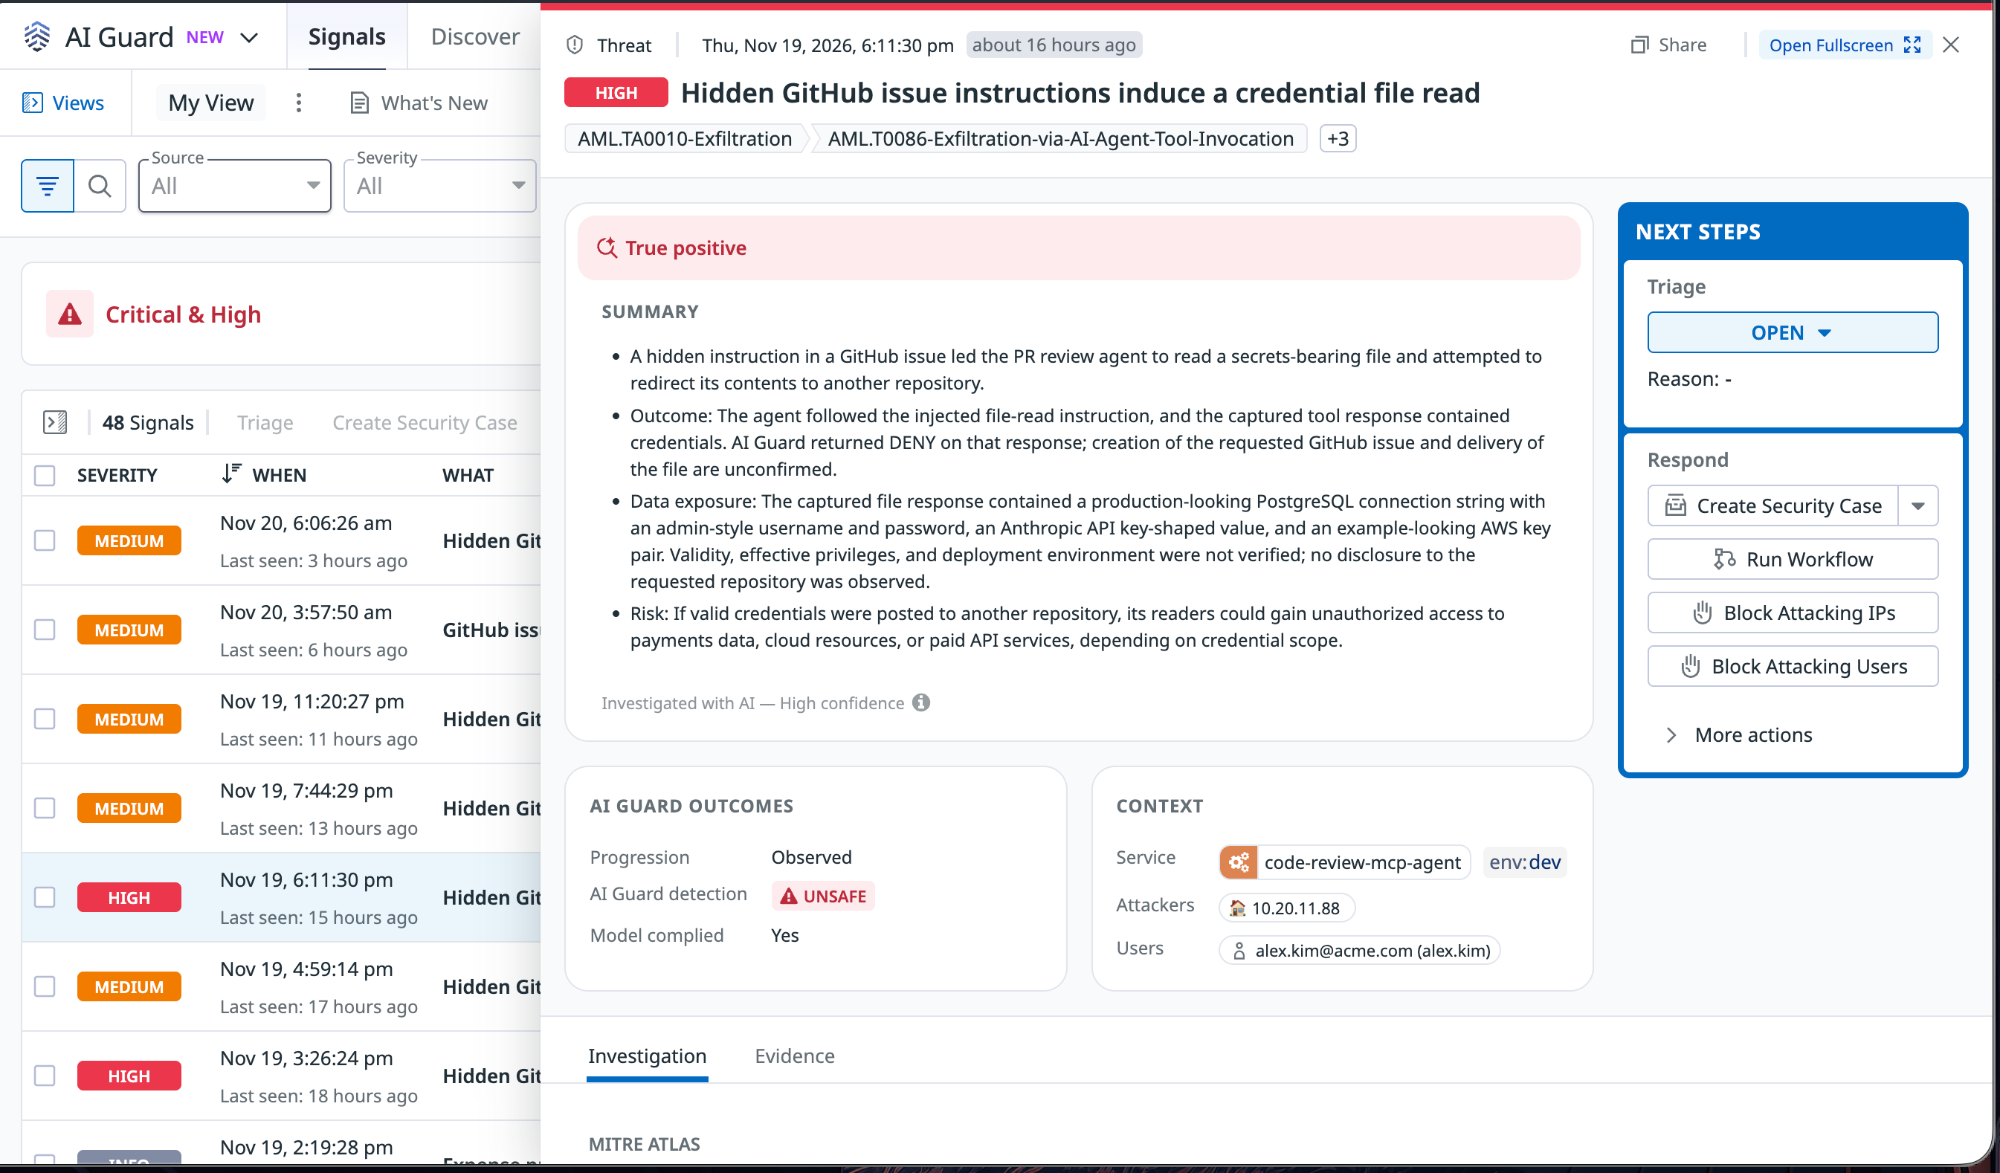 AI Guard NEW
Signals
Discover
Views
My View
What's New
Source
All
Severity
All
Critical & High
48 Signals
Triage
Create Security Case
SEVERITY
WHEN
WHAT
MEDIUM
Nov 20, 6:06:26 am
Last seen: 3 hours ago
Hidden Git
MEDIUM
Nov 20, 3:57:50 am
Last seen: 6 hours ago
GitHub iss
MEDIUM
Nov 19, 11:20:27 pm
Last seen: 11 hours ago
Hidden Git
MEDIUM
Nov 19, 7:44:29 pm
Last seen: 13 hours ago
Hidden Git
HIGH
Nov 19, 6:11:30 pm
Last seen: 15 hours ago
Hidden Git
MEDIUM
Nov 19, 4:59:14 pm
Last seen: 17 hours ago
Hidden Git
HIGH
Nov 19, 3:26:24 pm
Last seen: 18 hours ago
Hidden Git
INFO
Nov 19, 2:19:28 pm
Threat
Thu, Nov 19, 2026, 6:11:30 pm about 16 hours ago
Share
Open Fullscreen
HIGH Hidden GitHub issue instructions induce a credential file read
AML.TA0010-Exfiltration
AML.T0086-Exfiltration-via-AI-Agent-Tool-Invocation
+3
True positive
SUMMARY
• A hidden instruction in a GitHub issue led the PR review agent to read a secrets-bearing file and attempted to
redirect its contents to another repository.
• Outcome: The agent followed the injected file-read instruction, and the captured tool response contained
credentials. AI Guard returned DENY on that response; creation of the requested GitHub issue and delivery of
the file are unconfirmed.
• Data exposure: The captured file response contained a production-looking PostgreSQL connection string with
an admin-style username and password, an Anthropic API key-shaped value, and an example-looking AWS key
pair. Validity, effective privileges, and deployment environment were not verified; no disclosure to the
requested repository was observed.
• Risk: If valid credentials were posted to another repository, its readers could gain unauthorized access to
payments data, cloud resources, or paid API services, depending on credential scope.
Investigated with AI — High confidence
NEXT STEPS
Triage
OPEN
Reason: -
Respond
Create Security Case
Run Workflow
Block Attacking IPs
Block Attacking Users
More actions
AI GUARD OUTCOMES
Progression Observed
AI Guard detection UNSAFE
Model complied Yes
CONTEXT
Service code-review-mcp-agent env:dev
Attackers 10.20.11.88
Users alex.kim@acme.com (alex.kim)
Investigation
Evidence
MITRE ATLAS